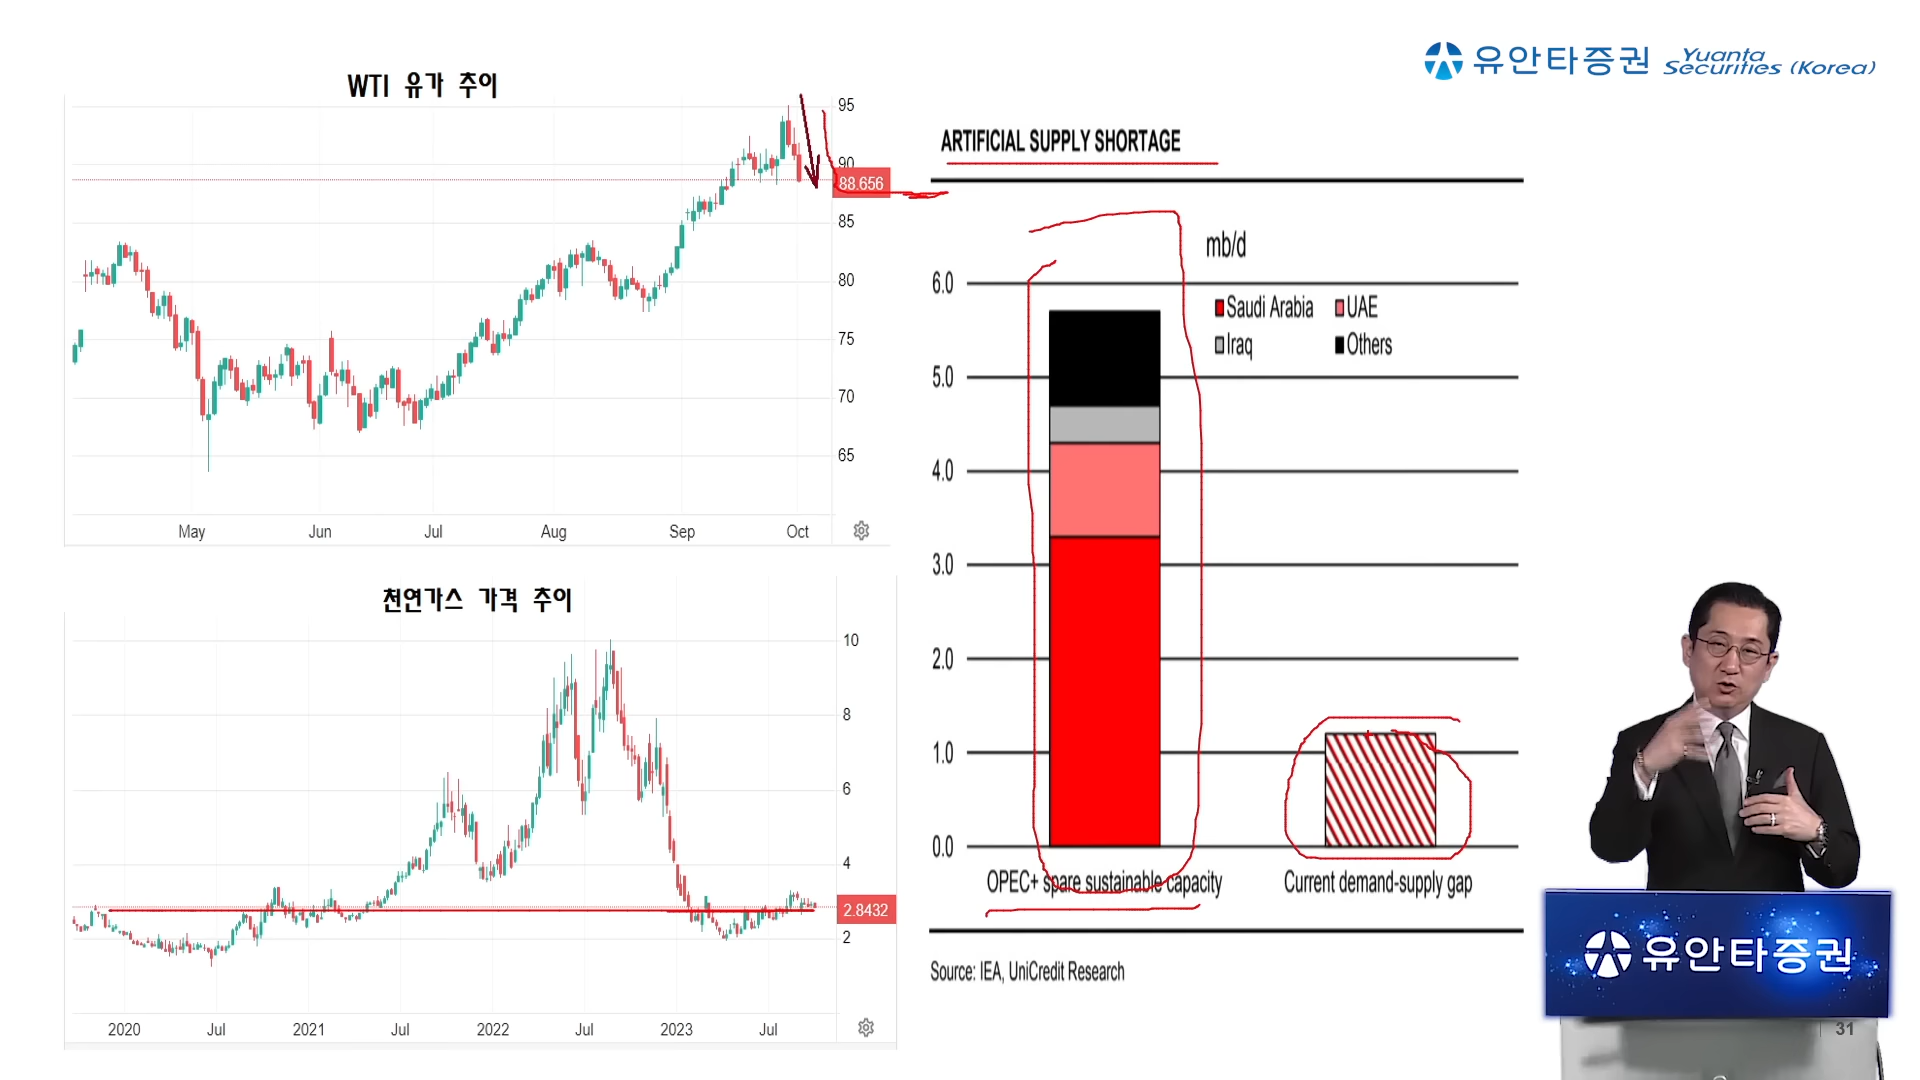 유안타증권 Yuanta Securities (Korea)
WTI 유가 추이
95
90
88.656
85
80
75
70
65
May Jun Jul Aug Sep Oct
천연가스 가격 추이
10
8
6
4
2.8432
2
2020 Jul 2021 Jul 2022 Jul 2023 Jul
ARTIFICIAL SUPPLY SHORTAGE
mb/d
6.0
Saudi Arabia UAE
Iraq Others
5.0
4.0
3.0
2.0
1.0
0.0
OPEC+ spare sustainable capacity Current demand-supply gap
Source: IEA, UniCredit Research
유안타증권
31